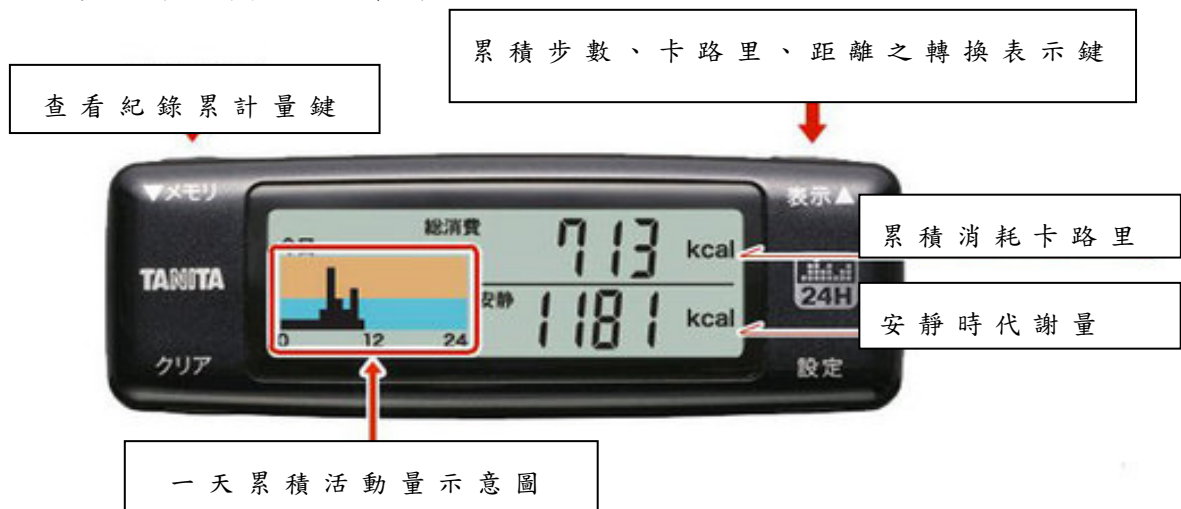 累積步數、卡路里、距離之轉換表示鍵
查看紀錄累計量鍵
▼メモリ
表示▲
総消費
713 kcal
累積消耗卡路里
TANITA
24H
安静
1181 kcal
安靜時代謝量
0 12 24
クリア
設定
一天累積活動量示意圖